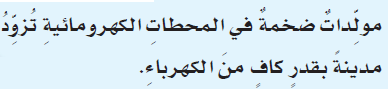 مولّداتٌ ضخمةٌ في المحطاتِ الكهرومائيةِ تُزوّدُ
مدينةً بقدرٍ كافٍ منَ الكهرباءِ.